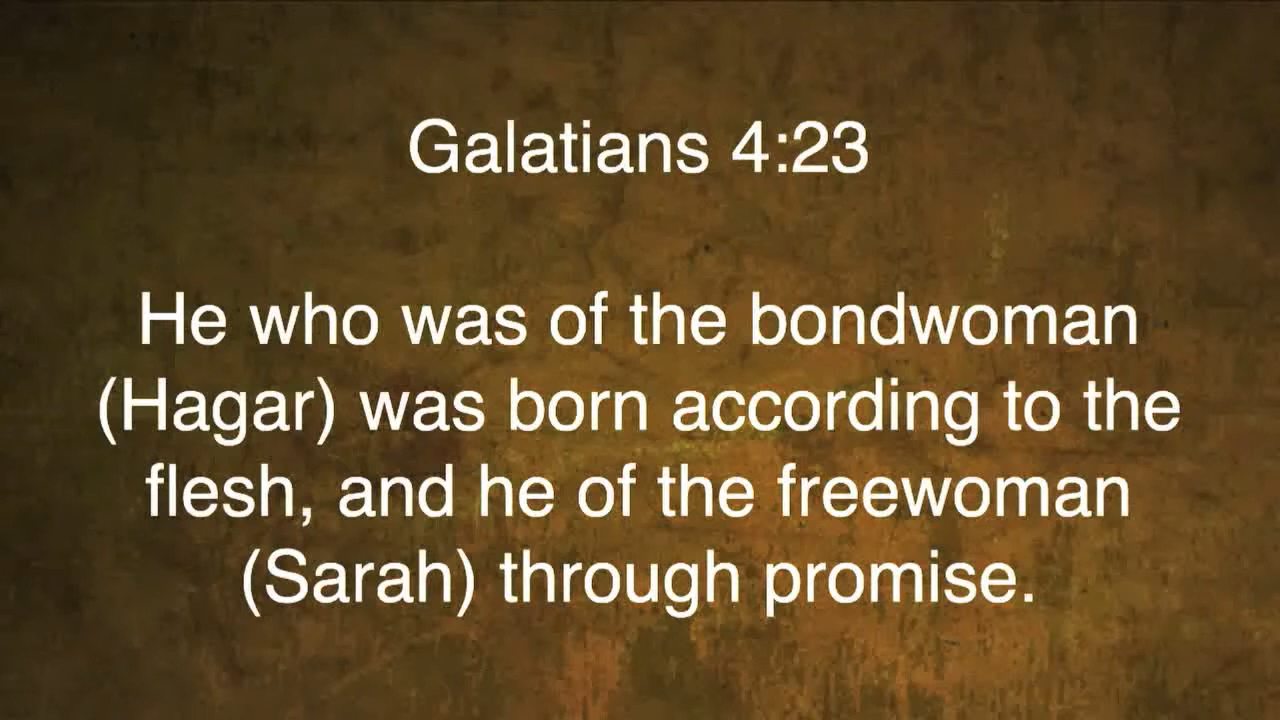 Galatians 4:23
He who was of the bondwoman
(Hagar) was born according to the
flesh, and he of the freewoman
(Sarah) through promise.